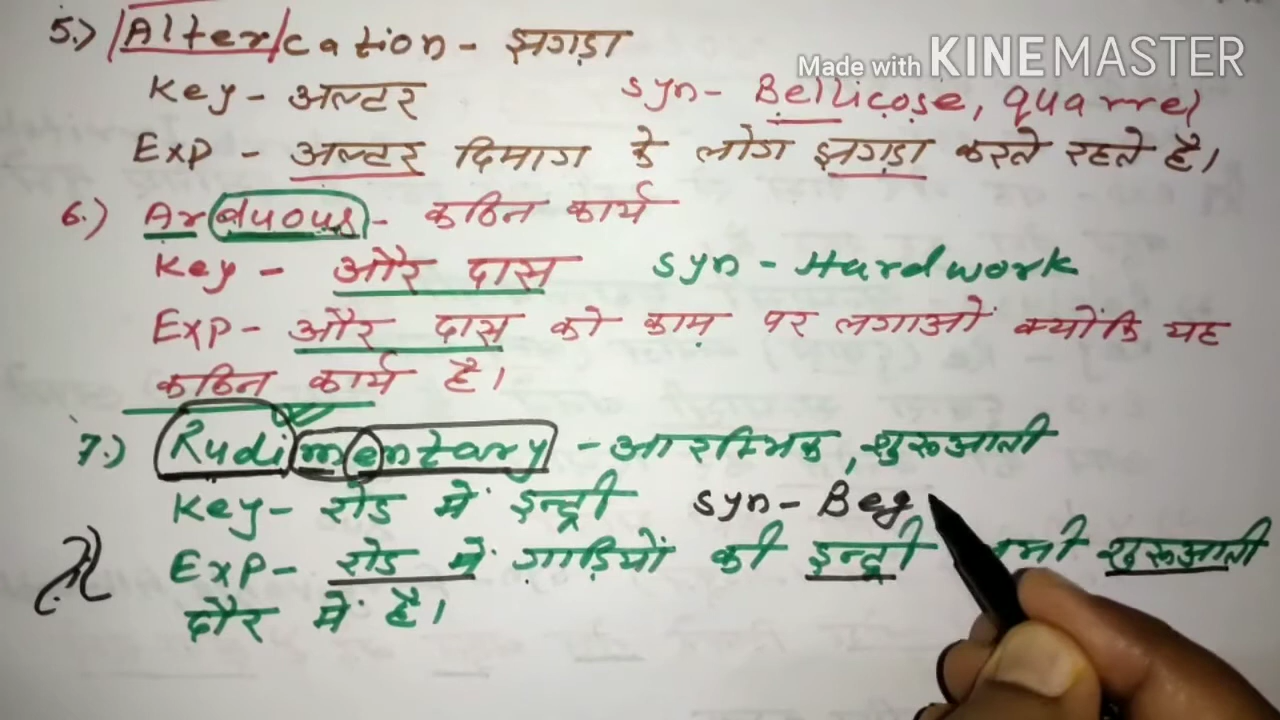 5.) Altercation - झगड़ा
Made with KINEMASTER
Key - अल्टर syn - Bellicose, quarrel
Exp - अल्टर दिमाग के लोग झगड़ा करते रहते है।
6.) Arduous - कठिन कार्य
Key - और दास syn - Hardwork
Exp - और दास को काम पर लगाओं क्योंकि यह
कठिन कार्य है।
7.) Rudimentary - आरम्भिक, शुरूआती
Key - रोड में इन्ट्री syn - Beg
Exp - रोड में गाड़ियों की इन्ट्री शुरूआती
दौर में है।